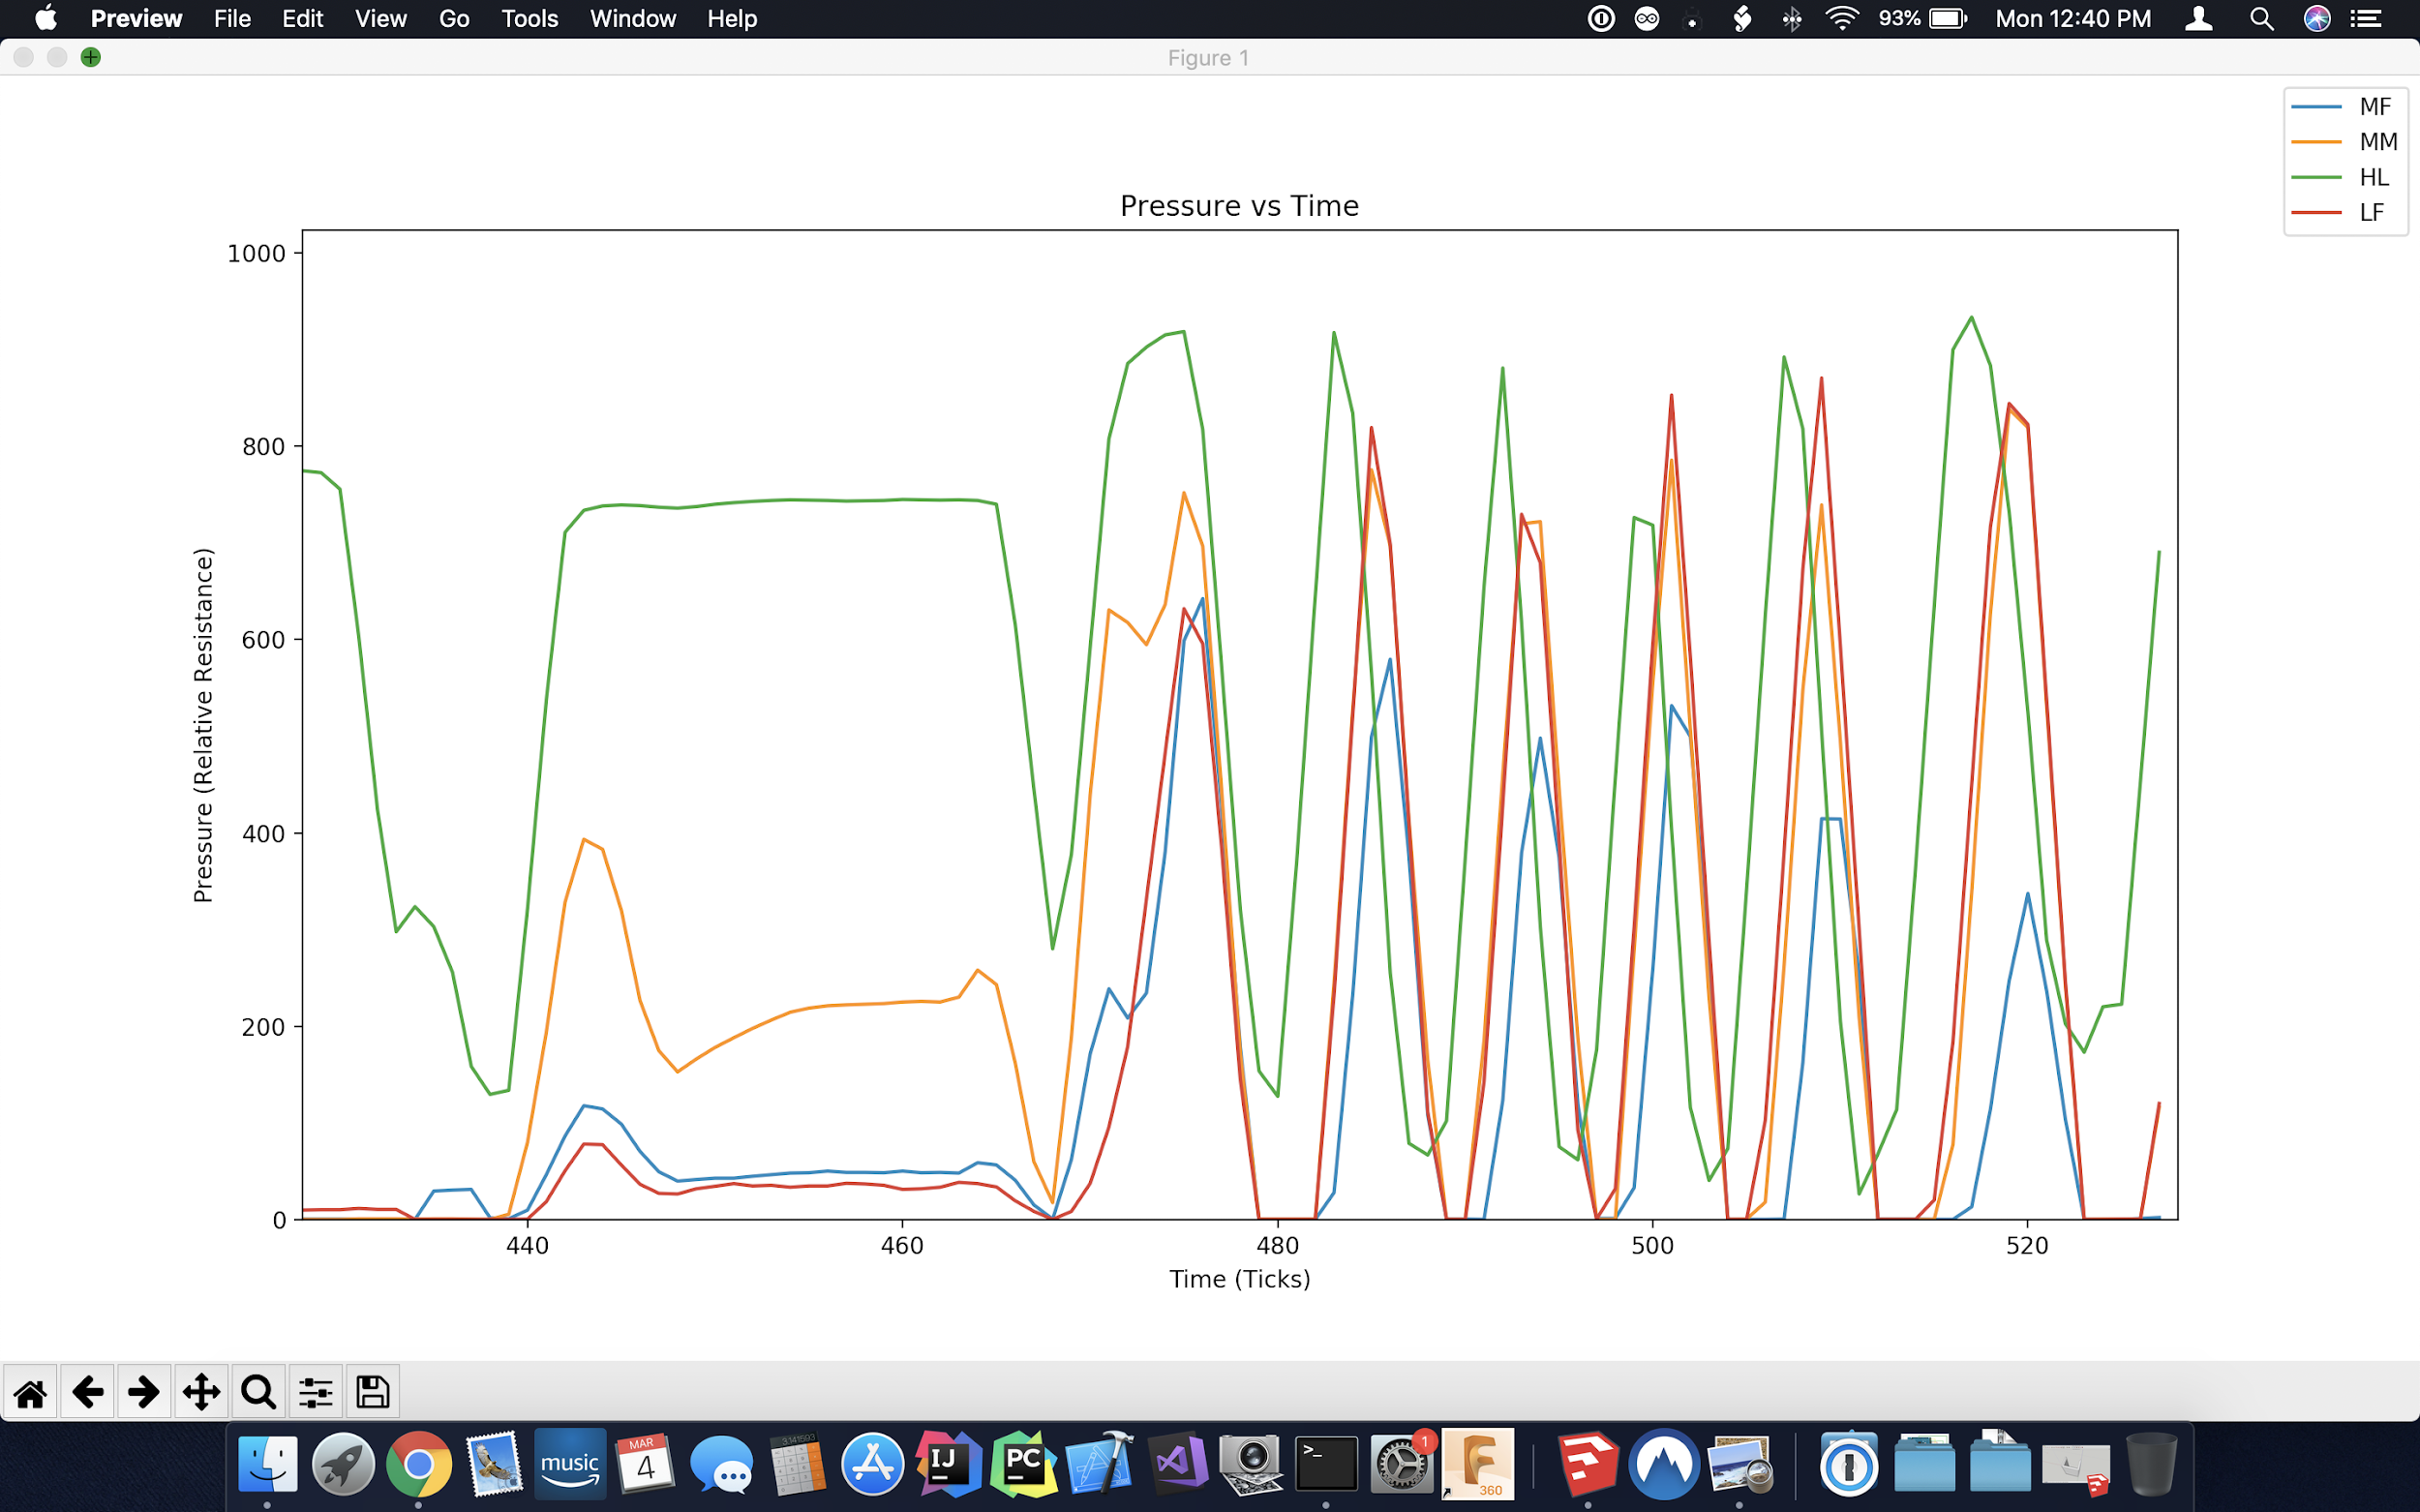 Preview File Edit View Go Tools Window Help 93% Mon 12:40 PM
Figure 1
MF
MM
HL
LF
Pressure vs Time
1000
800
600
400
200
0
Pressure (Relative Resistance)
440 460 480 500 520
Time (Ticks)
music
MAR
4
IJ
PC
>_
1
360